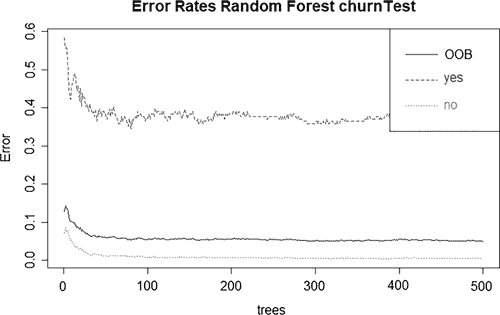 Error Rates Random Forest churnTest
OOB
yes
no
Error
0.0 0.1 0.2 0.3 0.4 0.5 0.6
0 100 200 300 400 500
trees